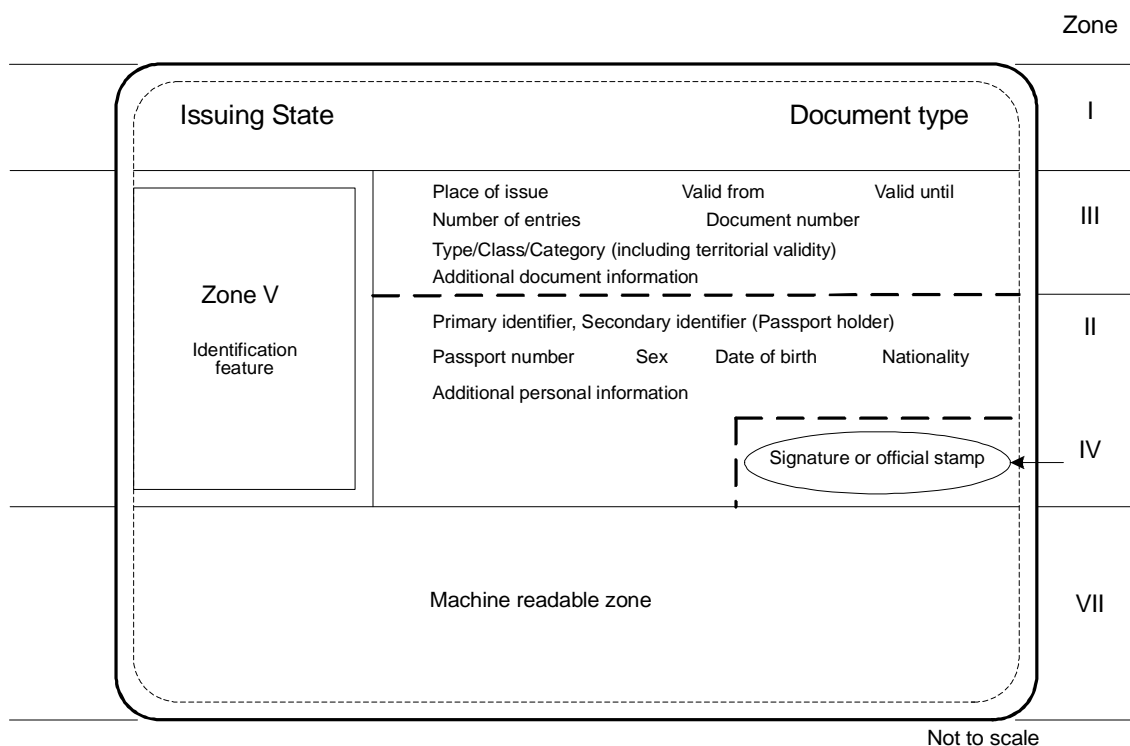 Zone
Issuing State Document type I
Place of issue Valid from Valid until
Number of entries Document number III
Type/Class/Category (including territorial validity)
Additional document information
Zone V
Identification
feature
Primary identifier, Secondary identifier (Passport holder) II
Passport number Sex Date of birth Nationality
Additional personal information
Signature or official stamp IV
Machine readable zone VII
Not to scale